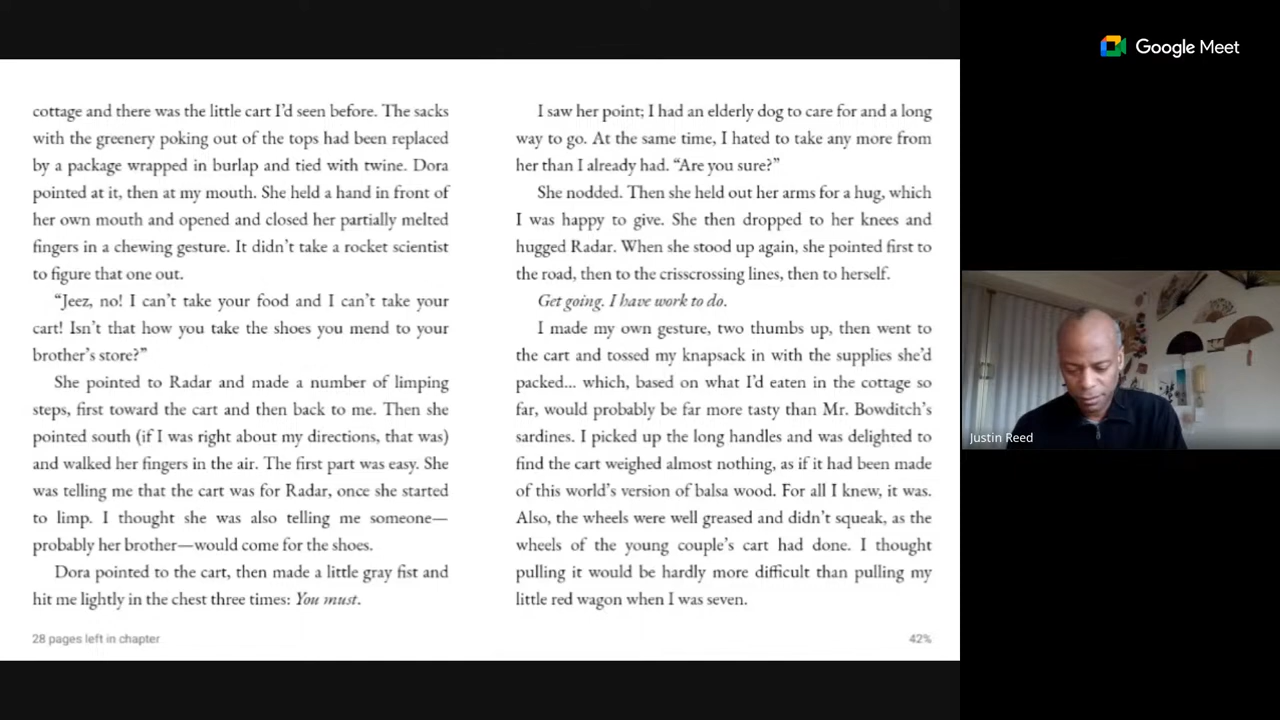 Google Meet
cottage and there was the little cart I’d seen before. The sacks
with the greenery poking out of the tops had been replaced
by a package wrapped in burlap and tied with twine. Dora
pointed at it, then at my mouth. She held a hand in front of
her own mouth and opened and closed her partially melted
fingers in a chewing gesture. It didn’t take a rocket scientist
to figure that one out.
“Jeez, no! I can’t take your food and I can’t take your
cart! Isn’t that how you take the shoes you mend to your
brother’s store?”
She pointed to Radar and made a number of limping
steps, first toward the cart and then back to me. Then she
pointed south (if I was right about my directions, that was)
and walked her fingers in the air. The first part was easy. She
was telling me that the cart was for Radar, once she started
to limp. I thought she was also telling me someone—
probably her brother—would come for the shoes.
Dora pointed to the cart, then made a little gray fist and
hit me lightly in the chest three times: You must.
28 pages left in chapter
I saw her point; I had an elderly dog to care for and a long
way to go. At the same time, I hated to take any more from
her than I already had. “Are you sure?”
She nodded. Then she held out her arms for a hug, which
I was happy to give. She then dropped to her knees and
hugged Radar. When she stood up again, she pointed first to
the road, then to the crisscrossing lines, then to herself.
Get going. I have work to do.
I made my own gesture, two thumbs up, then went to
the cart and tossed my knapsack in with the supplies she’d
packed... which, based on what I’d eaten in the cottage so
far, would probably be far more tasty than Mr. Bowditch’s
sardines. I picked up the long handles and was delighted to
find the cart weighed almost nothing, as if it had been made
of this world’s version of balsa wood. For all I knew, it was.
Also, the wheels were well greased and didn’t squeak, as the
wheels of the young couple’s cart had done. I thought
pulling it would be hardly more difficult than pulling my
little red wagon when I was seven.
42%
Justin Reed